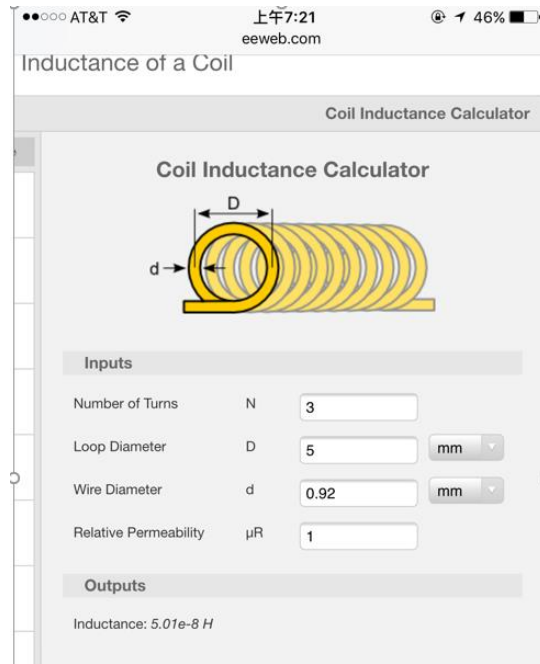 AT&T 上午7:21 46%
eeweb.com
Inductance of a Coil
Coil Inductance Calculator
Coil Inductance Calculator
D
d
Inputs
Number of Turns N 3
Loop Diameter D 5 mm
Wire Diameter d 0.92 mm
Relative Permeability μR 1
Outputs
Inductance: 5.01e-8 H